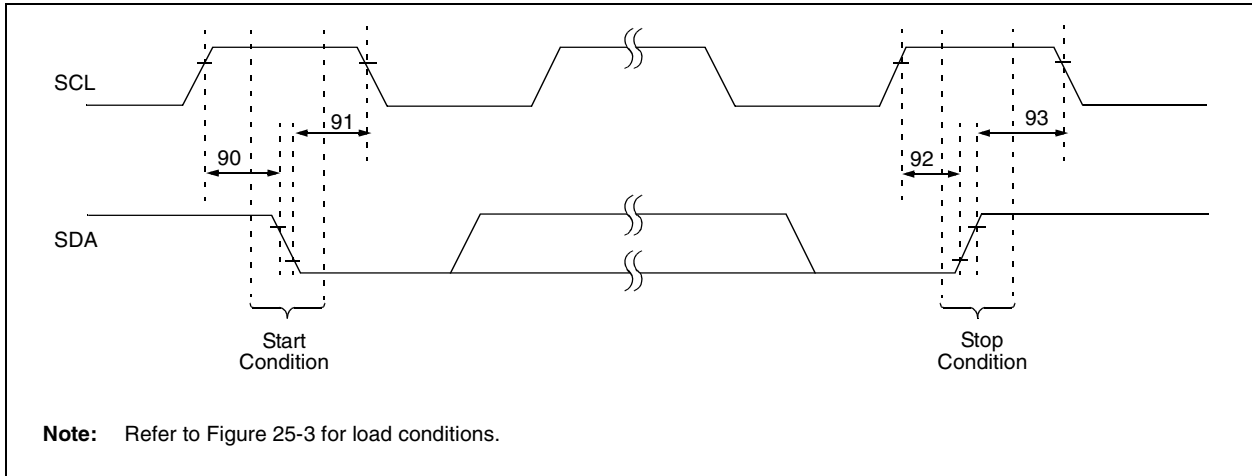 SCL
91
93
90
92
SDA
Start
Condition
Stop
Condition
Note: Refer to Figure 25-3 for load conditions.